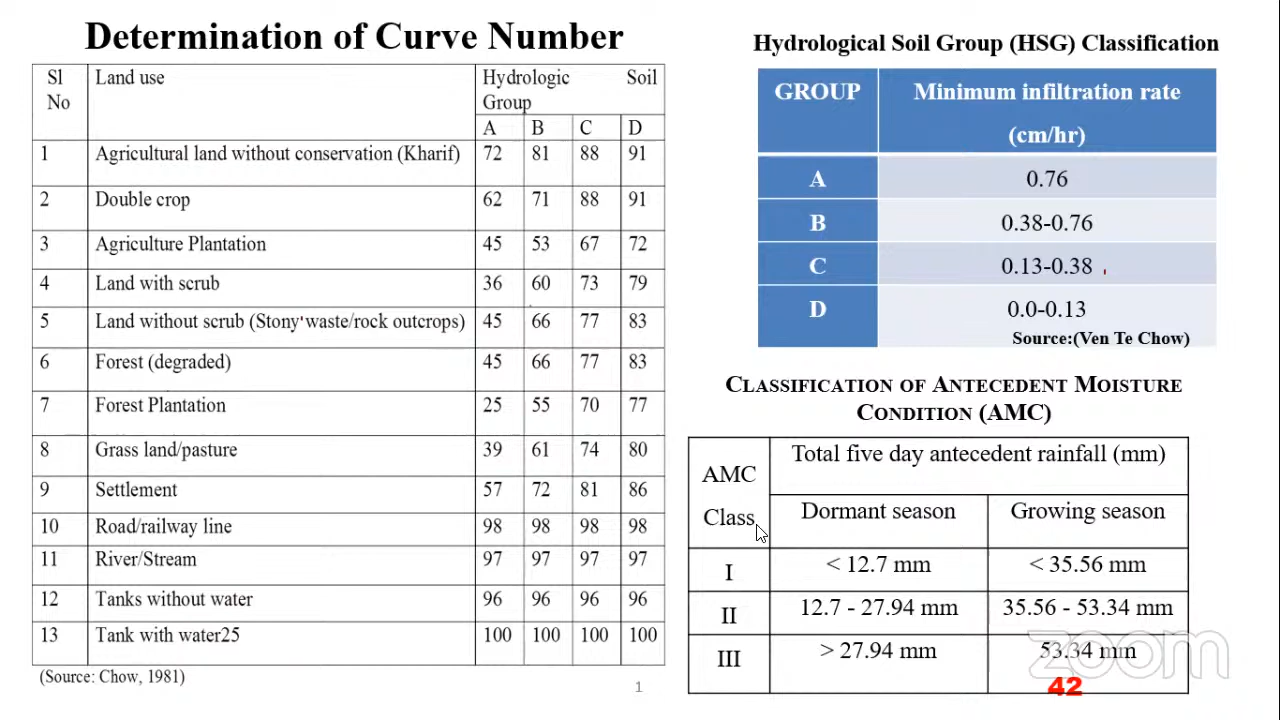 Determination of Curve Number
Sl No Land use Hydrologic Soil Group
A B C D
1 Agricultural land without conservation (Kharif) 72 81 88 91
2 Double crop 62 71 88 91
3 Agriculture Plantation 45 53 67 72
4 Land with scrub 36 60 73 79
5 Land without scrub (Stony waste/rock outcrops) 45 66 77 83
6 Forest (degraded) 45 66 77 83
7 Forest Plantation 25 55 70 77
8 Grass land/pasture 39 61 74 80
9 Settlement 57 72 81 86
10 Road/railway line 98 98 98 98
11 River/Stream 97 97 97 97
12 Tanks without water 96 96 96 96
13 Tank with water25 100 100 100 100
(Source: Chow, 1981)
1
Hydrological Soil Group (HSG) Classification
GROUP Minimum infiltration rate
(cm/hr)
A 0.76
B 0.38-0.76
C 0.13-0.38
D 0.0-0.13
Source:(Ven Te Chow)
CLASSIFICATION OF ANTECEDENT MOISTURE
CONDITION (AMC)
AMC Class Total five day antecedent rainfall (mm)
Dormant season Growing season
I < 12.7 mm < 35.56 mm
II 12.7 - 27.94 mm 35.56 - 53.34 mm
III > 27.94 mm 53.34 mm
zoom
42